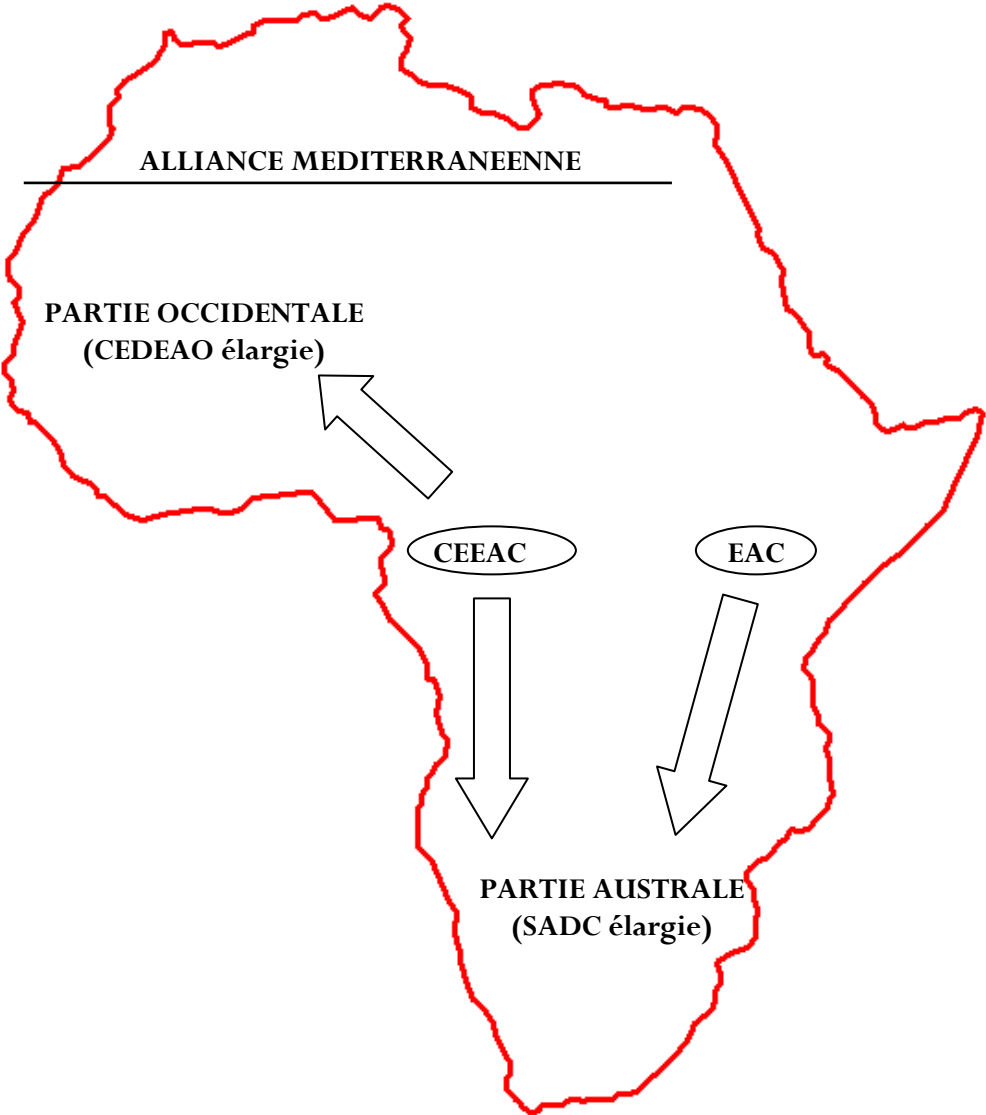 ALLIANCE MEDITERRANEENNE
PARTIE OCCIDENTALE
(CEDEAO élargie)
CEEAC
EAC
PARTIE AUSTRALE
(SADC élargie)